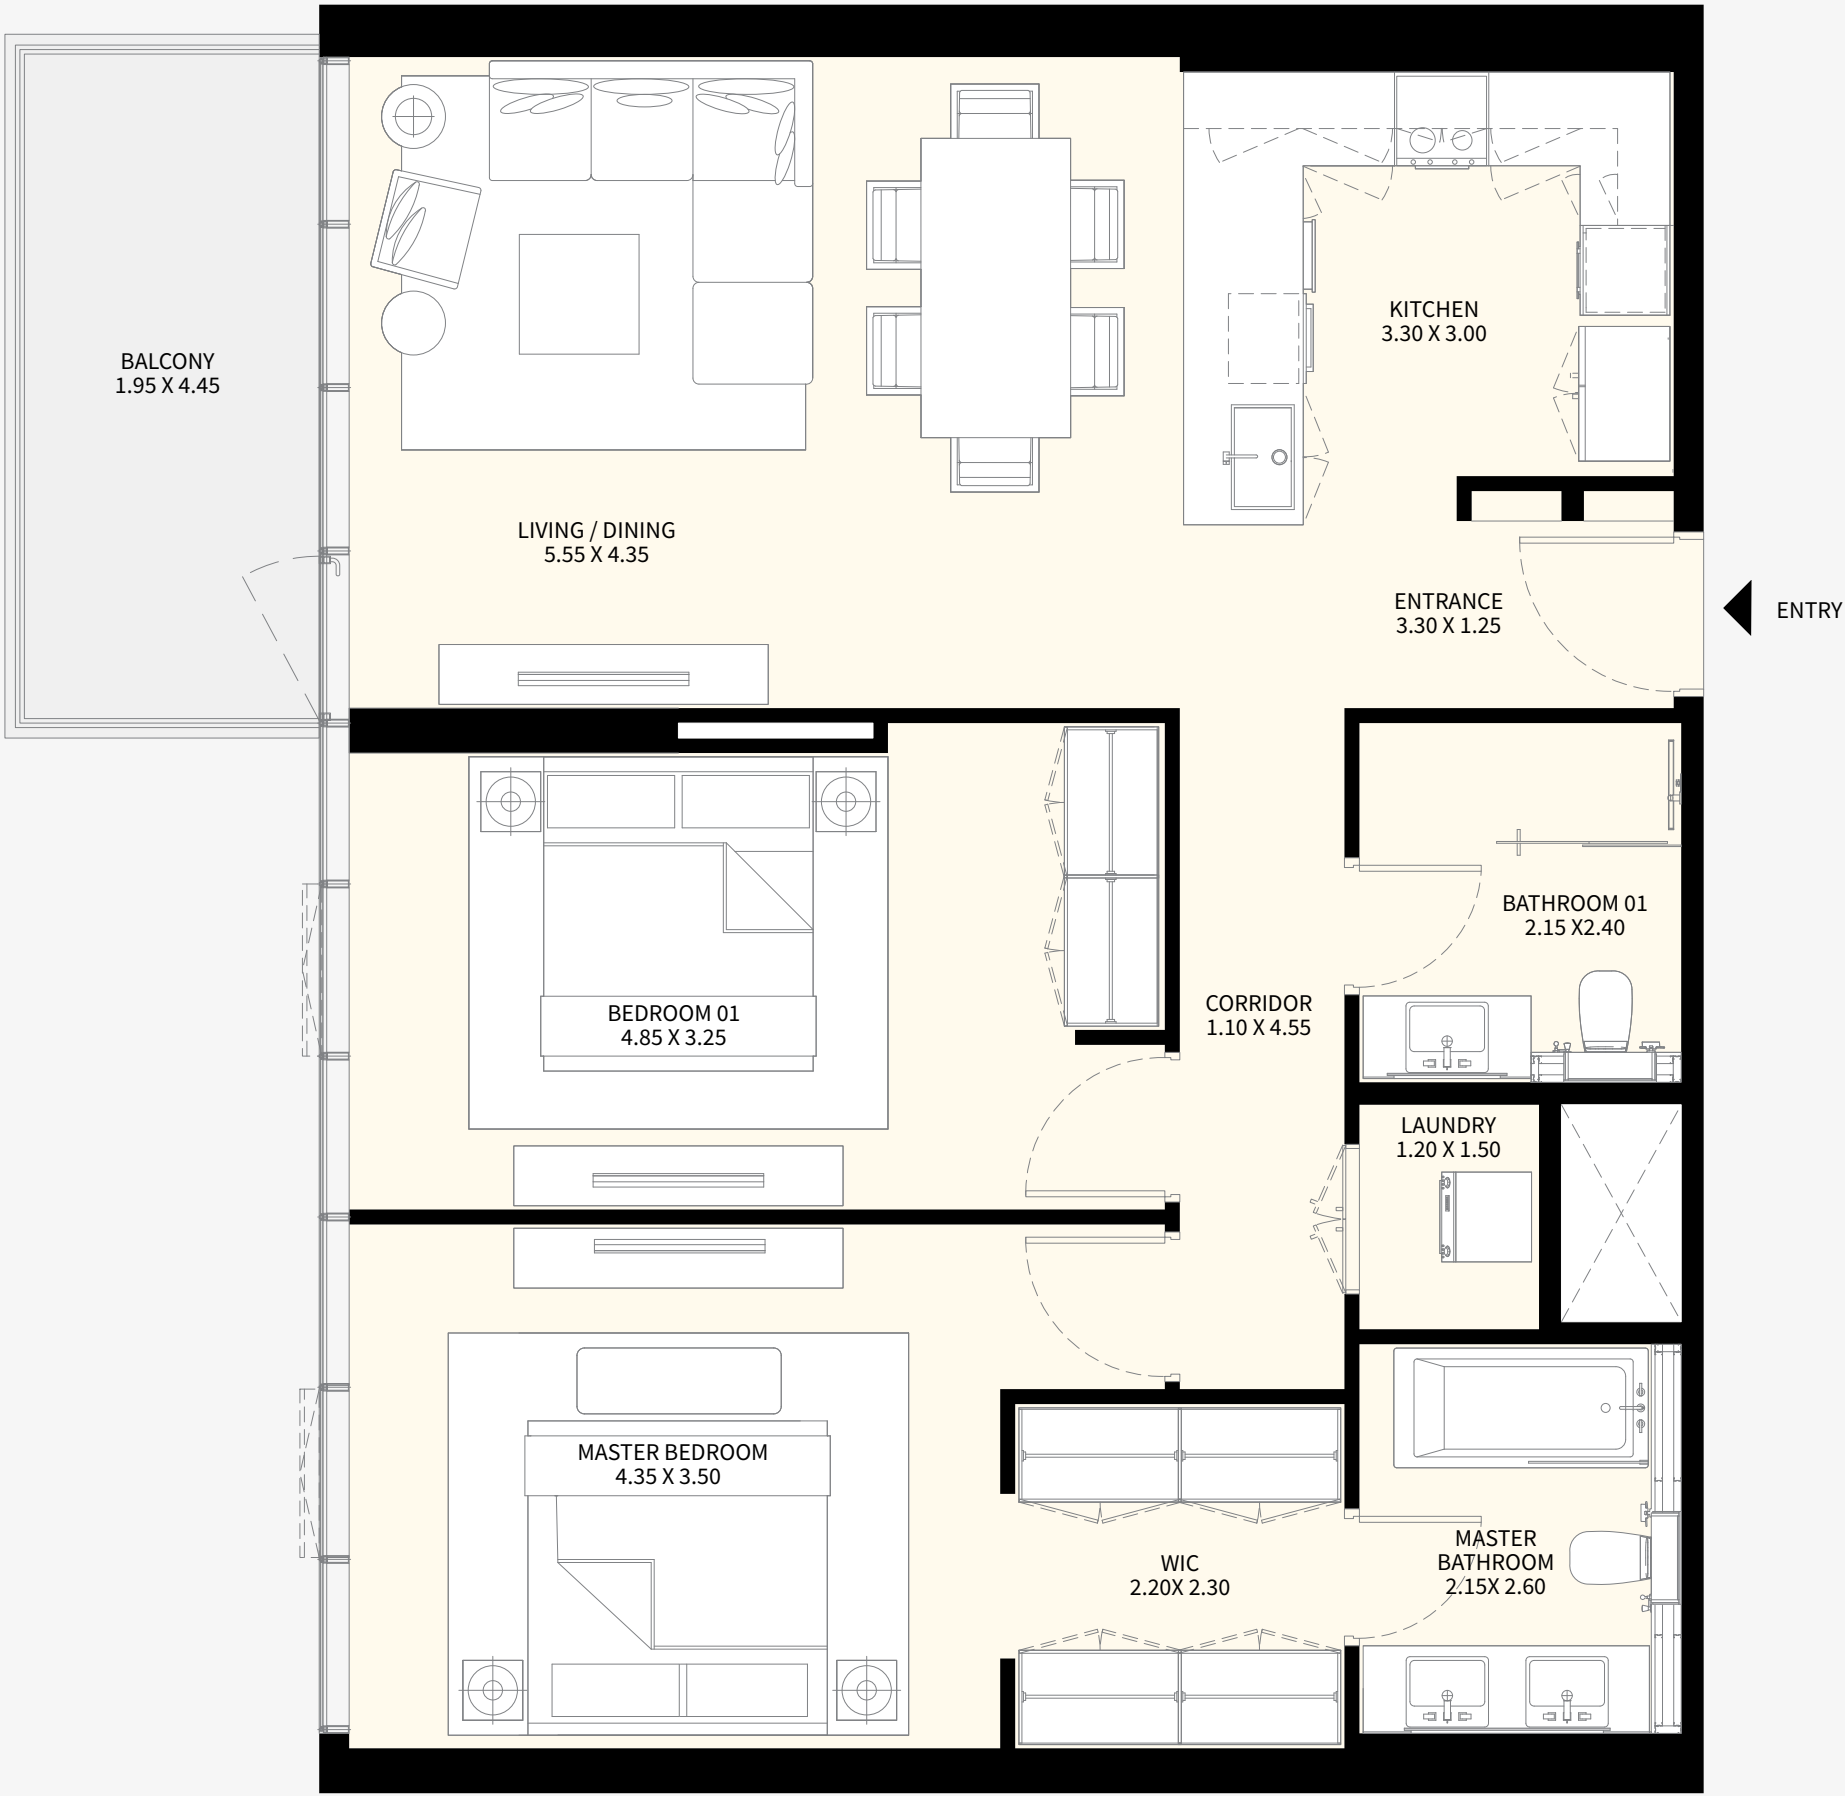 KITCHEN
3.30 X 3.00
BALCONY
1.95 X 4.45
LIVING / DINING
5.55 X 4.35
ENTRANCE
3.30 X 1.25
ENTRY
BATHROOM 01
2.15 X2.40
BEDROOM 01
4.85 X 3.25
CORRIDOR
1.10 X 4.55
LAUNDRY
1.20 X 1.50
MASTER BEDROOM
4.35 X 3.50
WIC
2.20X 2.30
MASTER
BATHROOM
2.15X 2.60